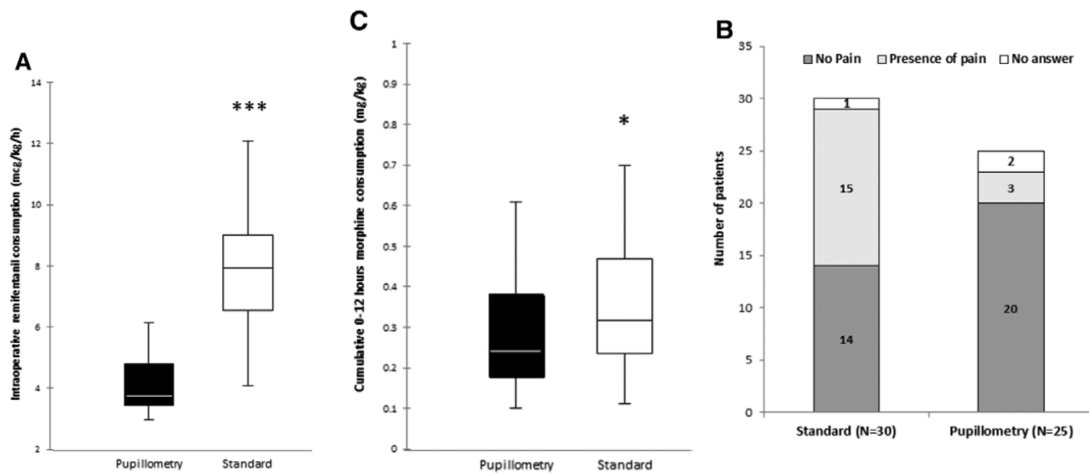 A
Intraoperative remifentanil consumption (mcg/kg/h)
14
12
10
8
6
4
2
***
Pupillometry
Standard
C
Cumulative 0-12 hours morphine consumption (mg/kg)
1
0.9
0.8
0.7
0.6
0.5
0.4
0.3
0.2
0.1
0
*
Pupillometry
Standard
B
Number of patients
35
30
25
20
15
10
5
0
No Pain
Presence of pain
No answer
1
15
14
2
3
20
Standard (N=30)
Pupillometry (N=25)